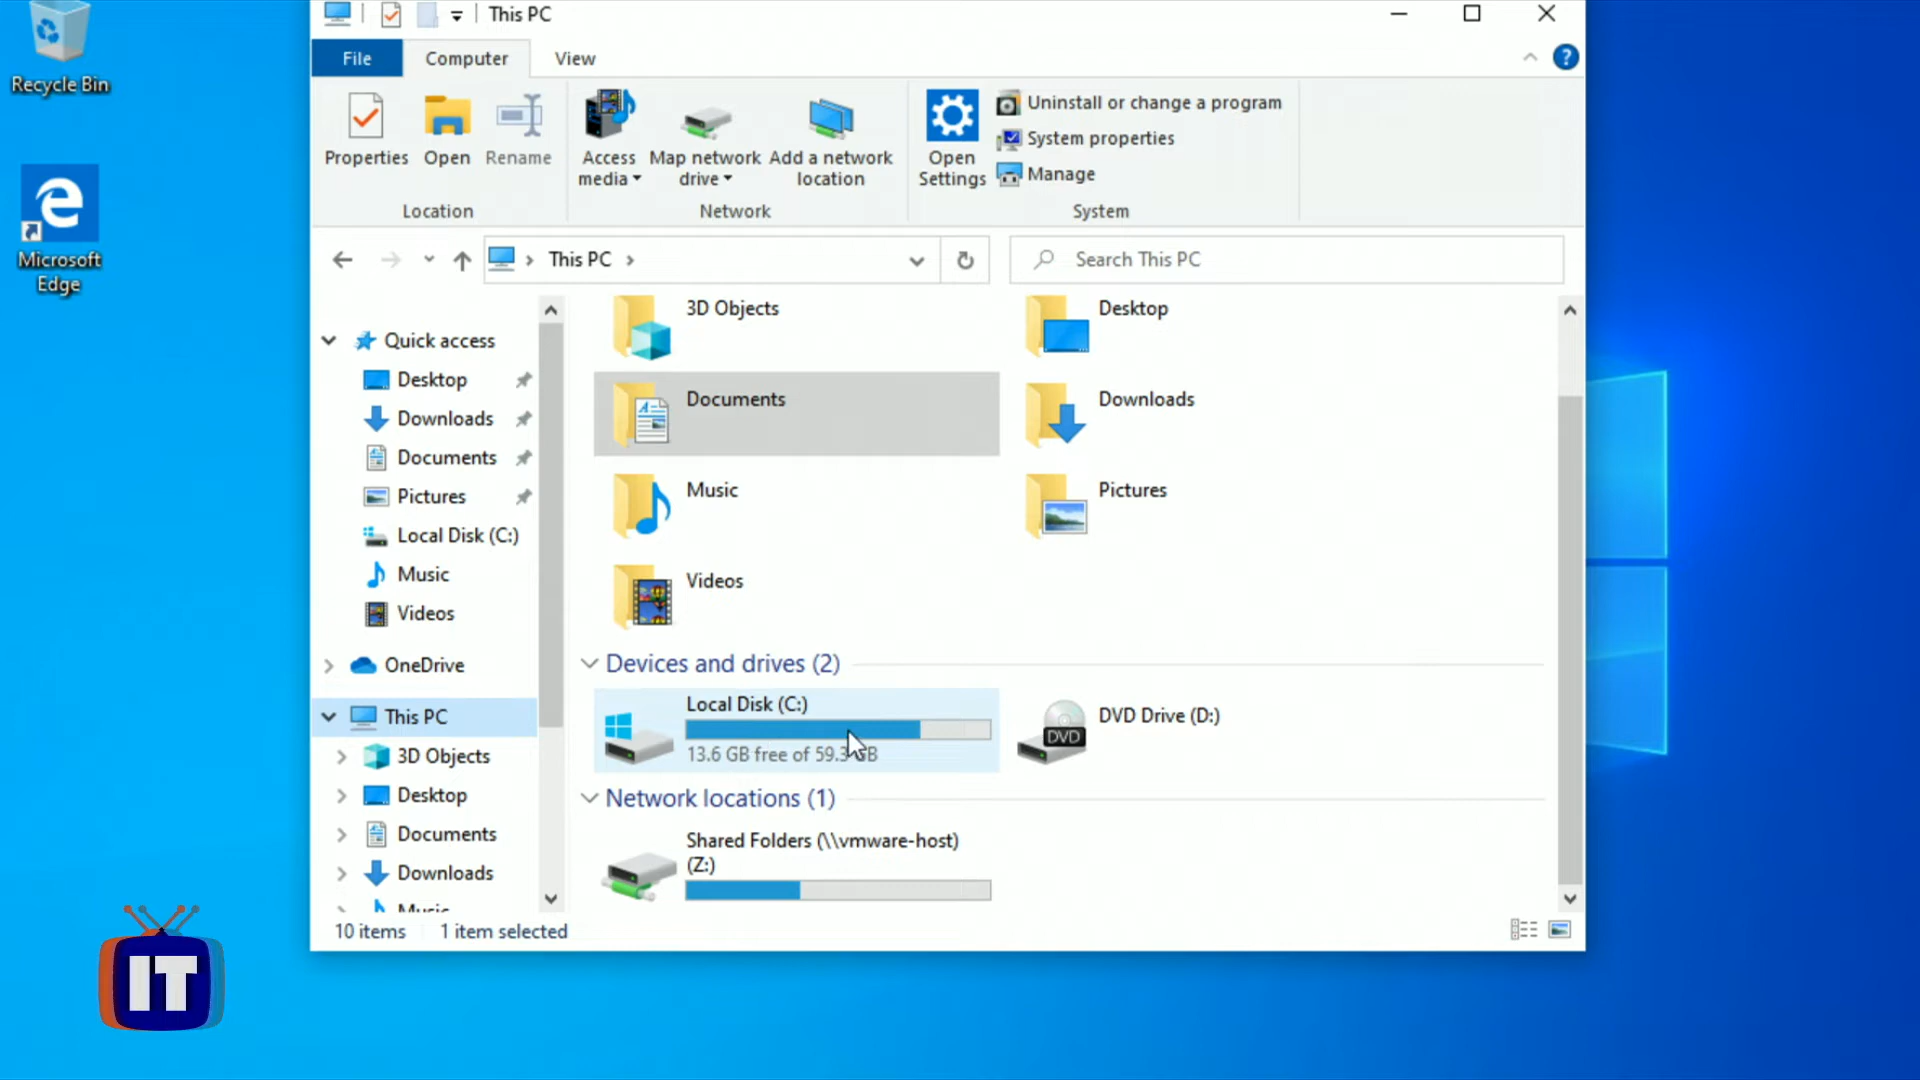 Recycle Bin
Microsoft
Edge
This PC
File
Computer
View
Properties
Open
Rename
Location
Access
media
Map network
drive
Add a network
location
Network
Open
Settings
Uninstall or change a program
System properties
Manage
System
This PC
Search This PC
Quick access
Desktop
Downloads
Documents
Pictures
Local Disk (C:)
Music
Videos
OneDrive
This PC
3D Objects
Desktop
Documents
Downloads
Music
3D Objects
Desktop
Documents
Downloads
Music
Pictures
Videos
Devices and drives (2)
Local Disk (C:)
13.6 GB free of 59.3 GB
DVD Drive (D:)
DVD
Network locations (1)
Shared Folders (\\vmware-host)
(Z:)
10 items
1 item selected
IT